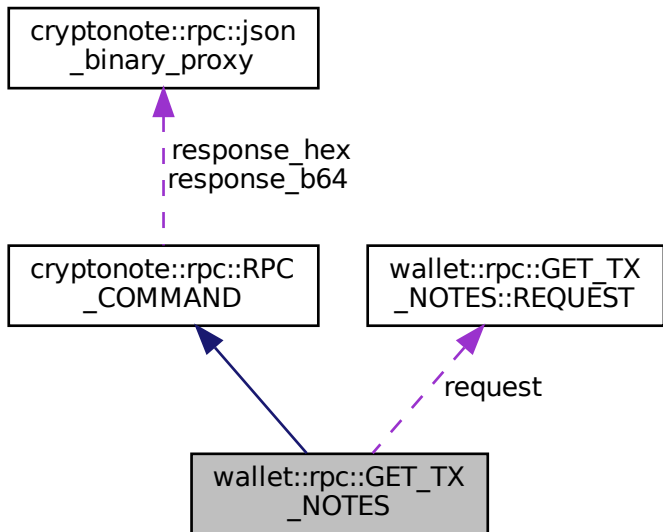 cryptonote::rpc::json
_binary_proxy
response_hex
response_b64
cryptonote::rpc::RPC
_COMMAND
wallet::rpc::GET_TX
_NOTES::REQUEST
request
wallet::rpc::GET_TX
_NOTES